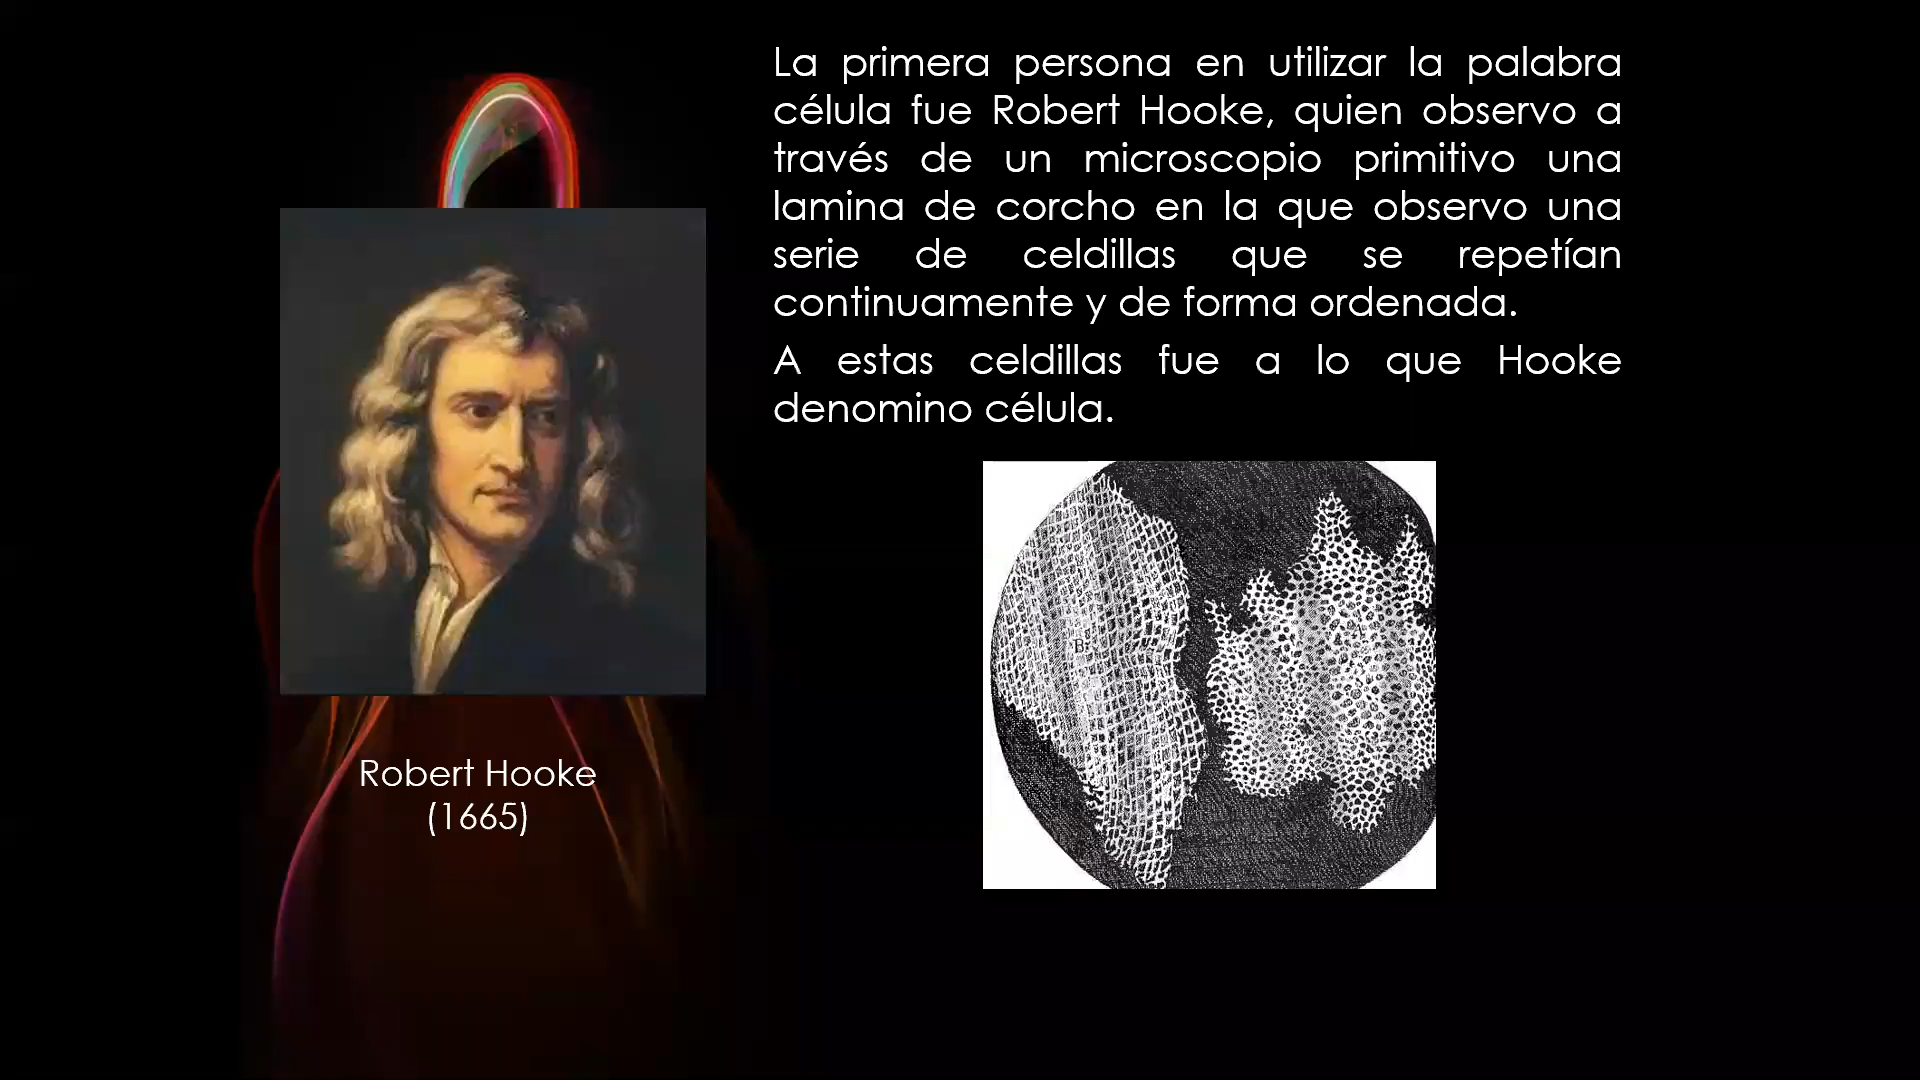 La primera persona en utilizar la palabra
célula fue Robert Hooke, quien observo a
través de un microscopio primitivo una
lamina de corcho en la que observo una
serie de celdillas que se repetían
continuamente y de forma ordenada.
A estas celdillas fue a lo que Hooke
denomino célula.
B
Robert Hooke
(1665)